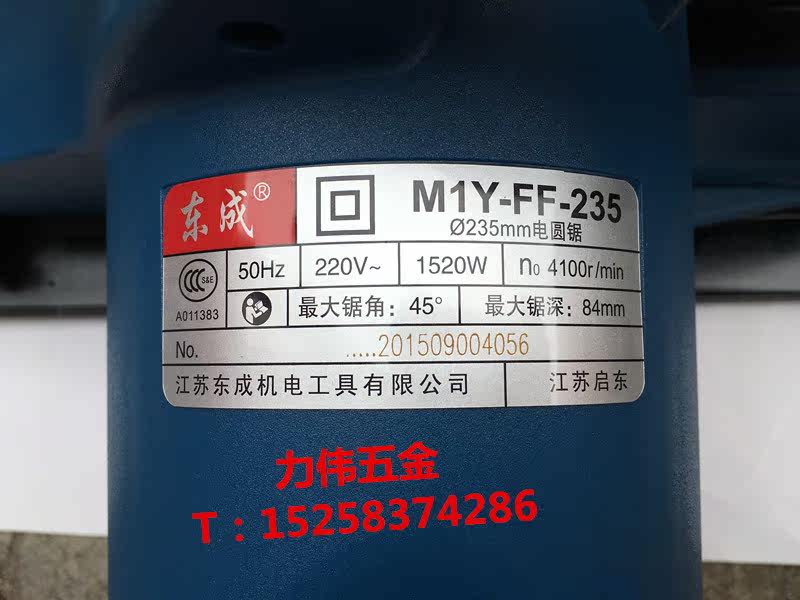 东成®
M1Y-FF-235
Ø235mm电圆锯
CCC S&E
A011383
50Hz
220V~
1520W
n₀ 4100r/min
最大锯角：45°
最大锯深：84mm
No.
.....201509004056
江苏东成机电工具有限公司
江苏启东
力伟五金
T：15258374286